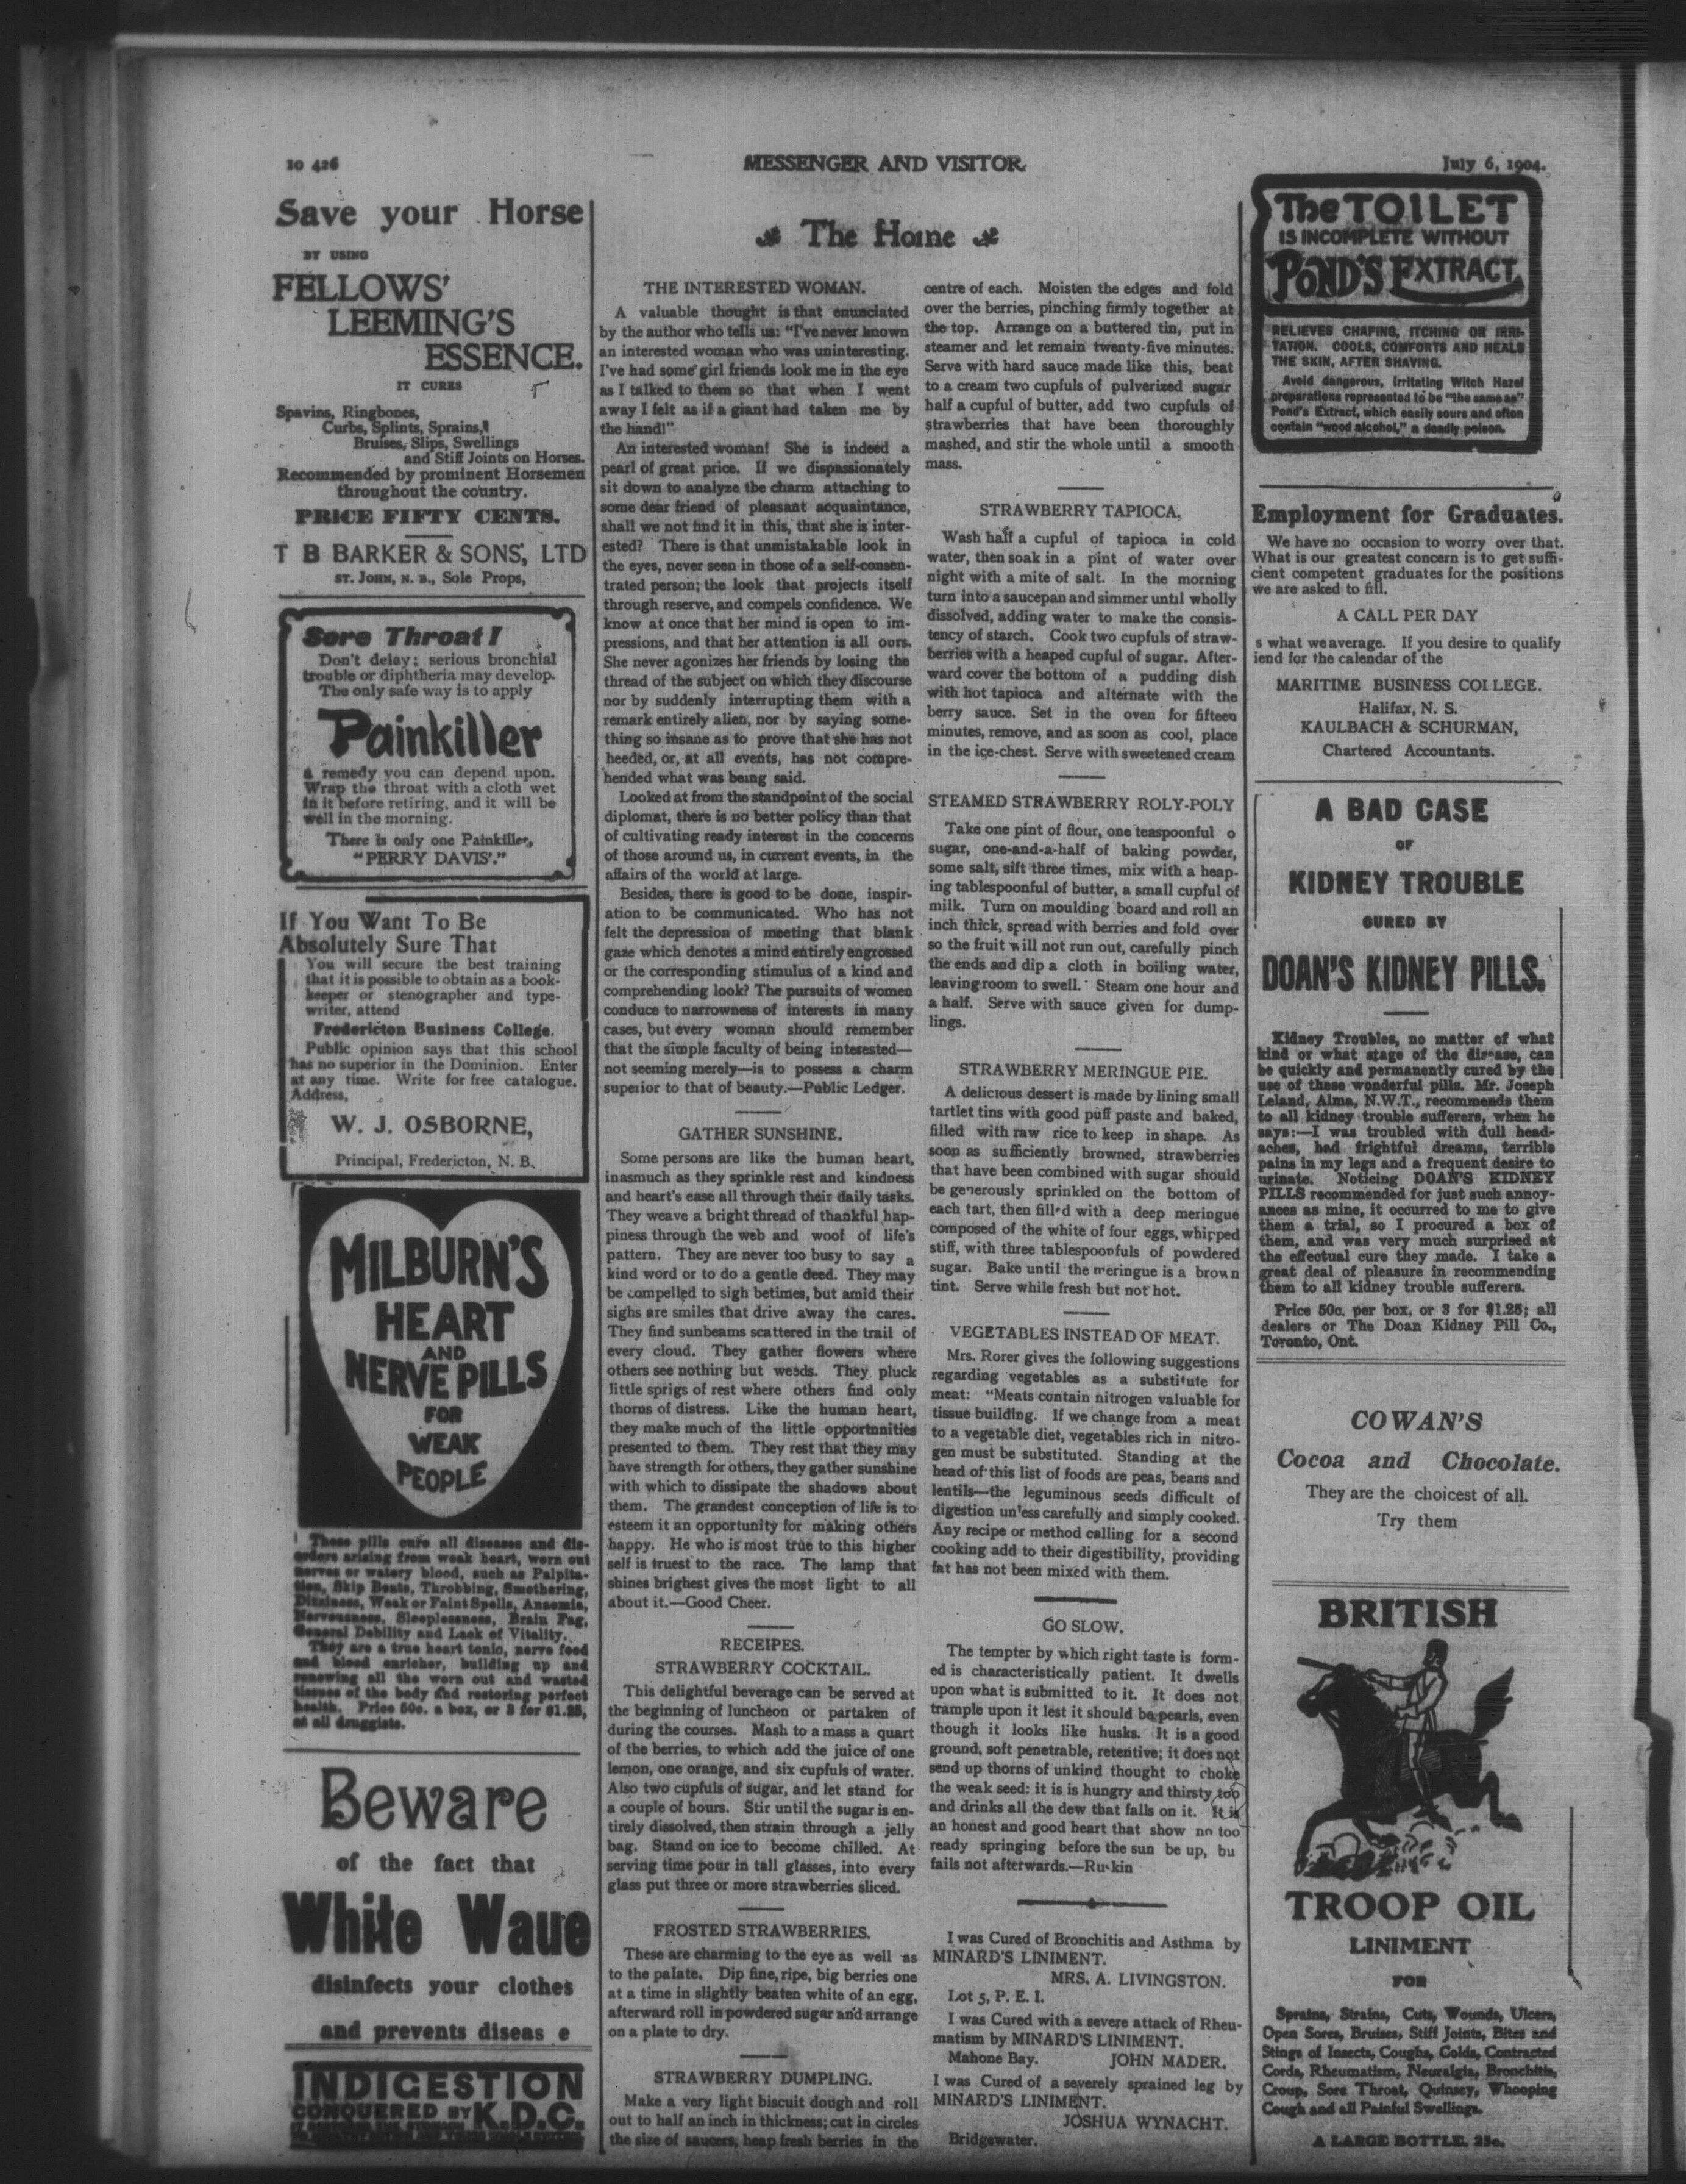 10 426
MESSENGER AND VISITOR
July 6, 1904.
Save your Horse
BY USING
FELLOWS'
LEEMING'S
ESSENCE.
IT CURES
Spavins, Ringbones,
Curbs, Splints, Sprains,
Bruises, Slips, Swellings
and Stiff Joints on Horses.
Recommended by prominent Horsemen
throughout the country.
PRICE FIFTY CENTS.
T B BARKER & SONS, LTD
ST. JOHN, N. B., Sole Props,
Sore Throat!
Don't delay; serious bronchial
trouble or diphtheria may develop.
The only safe way is to apply
Painkiller
a remedy you can depend upon.
Wrap the throat with a cloth wet
in it before retiring, and it will be
well in the morning.
There is only one Painkiller,
"PERRY DAVIS'."
If You Want To Be
Absolutely Sure That
You will secure the best training
that it is possible to obtain as a book-
keeper or stenographer and type-
writer, attend
Fredericton Business College.
Public opinion says that this school
has no superior in the Dominion. Enter
at any time. Write for free catalogue.
Address,
W. J. OSBORNE,
Principal, Fredericton, N. B.
MILBURN'S
HEART
AND
NERVE PILLS
FOR
WEAK
PEOPLE
These pills cure all diseases and dis-
orders arising from weak heart, worn out
nerves or watery blood, such as Palpita-
tion, Skip Beats, Throbbing, Smothering,
Dizziness, Weak or Faint Spells, Anaemia,
Nervousness, Sleeplessness, Brain Fag,
General Debility and Lack of Vitality.
They are a true heart tonic, nerve food
and blood enricher, building up and
renewing all the worn out and wasted
tissues of the body and restoring perfect
health. Price 50c. a box, or 3 for $1.25,
at all druggists.
Beware
of the fact that
White Wave
disinfects your clothes
and prevents diseas e
INDIGESTION
CONQUERED BY K.D.C.
The Home
THE INTERESTED WOMAN.
A valuable thought is that enunciated
by the author who tells us: "I've never known
an interested woman who was uninteresting.
I've had some girl friends look me in the eye
as I talked to them so that when I went
away I felt as if a giant had taken me by
the hand!"
An interested woman! She is indeed a
pearl of great price. If we dispassionately
sit down to analyze the charm attaching to
some dear friend of pleasant acquaintance,
shall we not find it in this, that she is inter-
ested? There is that unmistakable look in
the eyes, never seen in those of a self-consen-
trated person; the look that projects itself
through reserve, and compels confidence. We
know at once that her mind is open to im-
pressions, and that her attention is all ours.
She never agonizes her friends by losing the
thread of the subject on which they discourse
nor by suddenly interrupting them with a
remark entirely alien, nor by saying some-
thing so insane as to prove that she has not
heeded, or, at all events, has not compre-
hended what was being said.
Looked at from the standpoint of the social
diplomat, there is no better policy than that
of cultivating ready interest in the concerns
of those around us, in current events, in the
affairs of the world at large.
Besides, there is good to be done, inspir-
ation to be communicated. Who has not
felt the depression of meeting that blank
gaze which denotes a mind entirely engrossed
or the corresponding stimulus of a kind and
comprehending look? The pursuits of women
conduce to narrowness of interests in many
cases, but every woman should remember
that the simple faculty of being interested—
not seeming merely—is to possess a charm
superior to that of beauty.—Public Ledger.
GATHER SUNSHINE.
Some persons are like the human heart,
inasmuch as they sprinkle rest and kindness
and heart's ease all through their daily tasks.
They weave a bright thread of thankful hap-
piness through the web and woof of life's
pattern. They are never too busy to say a
kind word or to do a gentle deed. They may
be compelled to sigh betimes, but amid their
sighs are smiles that drive away the cares.
They find sunbeams scattered in the trail of
every cloud. They gather flowers where
others see nothing but weeds. They pluck
little sprigs of rest where others find only
thorns of distress. Like the human heart,
they make much of the little opportnnities
presented to them. They rest that they may
have strength for others, they gather sunshine
with which to dissipate the shadows about
them. The grandest conception of life is to
esteem it an opportunity for making others
happy. He who is most true to this higher
self is truest to the race. The lamp that
shines brighest gives the most light to all
about it.—Good Cheer.
RECEIPES.
STRAWBERRY COCKTAIL.
This delightful beverage can be served at
the beginning of luncheon or partaken of
during the courses. Mash to a mass a quart
of the berries, to which add the juice of one
lemon, one orange, and six cupfuls of water.
Also two cupfuls of sugar, and let stand for
a couple of hours. Stir until the sugar is en-
tirely dissolved, then strain through a jelly
bag. Stand on ice to become chilled. At
serving time pour in tall glasses, into every
glass put three or more strawberries sliced.
FROSTED STRAWBERRIES.
These are charming to the eye as well as
to the palate. Dip fine, ripe, big berries one
at a time in slightly beaten white of an egg,
afterward roll in powdered sugar and arrange
on a plate to dry.
STRAWBERRY DUMPLING.
Make a very light biscuit dough and roll
out to half an inch in thickness; cut in circles
the size of saucers, heap fresh berries in the
centre of each. Moisten the edges and fold
over the berries, pinching firmly together at
the top. Arrange on a buttered tin, put in
steamer and let remain twenty-five minutes.
Serve with hard sauce made like this, beat
to a cream two cupfuls of pulverized sugar
half a cupful of butter, add two cupfuls of
strawberries that have been thoroughly
mashed, and stir the whole until a smooth
mass.
STRAWBERRY TAPIOCA.
Wash half a cupful of tapioca in cold
water, then soak in a pint of water over
night with a mite of salt. In the morning
turn into a saucepan and simmer until wholly
dissolved, adding water to make the consis-
tency of starch. Cook two cupfuls of straw-
berries with a heaped cupful of sugar. After-
ward cover the bottom of a pudding dish
with hot tapioca and alternate with the
berry sauce. Set in the oven for fifteen
minutes, remove, and as soon as cool, place
in the ice-chest. Serve with sweetened cream
STEAMED STRAWBERRY ROLY-POLY
Take one pint of flour, one teaspoonful o
sugar, one-and-a-half of baking powder,
some salt, sift three times, mix with a heap-
ing tablespoonful of butter, a small cupful of
milk. Turn on moulding board and roll an
inch thick, spread with berries and fold over
so the fruit will not run out, carefully pinch
the ends and dip a cloth in boiling water,
leaving room to swell. Steam one hour and
a half. Serve with sauce given for dump-
lings.
STRAWBERRY MERINGUE PIE.
A delicious dessert is made by lining small
tartlet tins with good puff paste and baked,
filled with raw rice to keep in shape. As
soon as sufficiently browned, strawberries
that have been combined with sugar should
be generously sprinkled on the bottom of
each tart, then filled with a deep meringue
composed of the white of four eggs, whipped
stiff, with three tablespoonfuls of powdered
sugar. Bake until the meringue is a brown
tint. Serve while fresh but not hot.
VEGETABLES INSTEAD OF MEAT.
Mrs. Rorer gives the following suggestions
regarding vegetables as a substitute for
meat: "Meats contain nitrogen valuable for
tissue building. If we change from a meat
to a vegetable diet, vegetables rich in nitro-
gen must be substituted. Standing at the
head of this list of foods are peas, beans and
lentils—the leguminous seeds difficult of
digestion un'ess carefully and simply cooked.
Any recipe or method calling for a second
cooking add to their digestibility, providing
fat has not been mixed with them.
GO SLOW.
The tempter by which right taste is form-
ed is characteristically patient. It dwells
upon what is submitted to it. It does not
trample upon it lest it should be pearls, even
though it looks like husks. It is a good
ground, soft penetrable, retentive; it does not
send up thorns of unkind thought to choke
the weak seed: it is is hungry and thirsty too
and drinks all the dew that falls on it. It is
an honest and good heart that show no too
ready springing before the sun be up, bu
fails not afterwards.—Ruskin
I was Cured of Bronchitis and Asthma by
MINARD'S LINIMENT.
MRS. A. LIVINGSTON.
Lot 5, P. E. I.
I was Cured with a severe attack of Rheu-
matism by MINARD'S LINIMENT.
Mahone Bay. JOHN MADER.
I was Cured of a severely sprained leg by
MINARD'S LINIMENT.
JOSHUA WYNACHT.
Bridgewater.
The TOILET
IS INCOMPLETE WITHOUT
POND'S EXTRACT
RELIEVES CHAFING, ITCHING OR IRRI-
TATION. COOLS, COMFORTS AND HEALS
THE SKIN, AFTER SHAVING.
Avoid dangerous, irritating Witch Hazel
preparations represented to be "the same as"
Pond's Extract, which easily sours and often
contain "wood alcohol," a deadly poison.
Employment for Graduates.
We have no occasion to worry over that.
What is our greatest concern is to get suffi-
cient competent graduates for the positions
we are asked to fill.
A CALL PER DAY
s what we average. If you desire to qualify
iend for the calendar of the
MARITIME BUSINESS COLLEGE.
Halifax, N. S.
KAULBACH & SCHURMAN,
Chartered Accountants.
A BAD CASE
OF
KIDNEY TROUBLE
CURED BY
DOAN'S KIDNEY PILLS.
Kidney Troubles, no matter of what
kind or what stage of the disease, can
be quickly and permanently cured by the
use of these wonderful pills. Mr. Joseph
Leland, Alma, N.W.T., recommends them
to all kidney trouble sufferers, when he
says:—I was troubled with dull head-
aches, had frightful dreams, terrible
pains in my legs and a frequent desire to
urinate. Noticing DOAN'S KIDNEY
PILLS recommended for just such annoy-
ances as mine, it occurred to me to give
them a trial, so I procured a box of
them, and was very much surprised at
the effectual cure they made. I take a
great deal of pleasure in recommending
them to all kidney trouble sufferers.
Price 50c. per box, or 3 for $1.25; all
dealers or The Doan Kidney Pill Co.,
Toronto, Ont.
COWAN'S
Cocoa and Chocolate.
They are the choicest of all.
Try them
BRITISH
TROOP OIL
LINIMENT
FOR
Sprains, Strains, Cuts, Wounds, Ulcers,
Open Sores, Bruises, Stiff Joints, Bites and
Stings of Insects, Coughs, Colds, Contracted
Cords, Rheumatism, Neuralgia, Bronchitis,
Croup, Sore Throat, Quinsey, Whooping
Cough and all Painful Swellings.
A LARGE BOTTLE, 25c.